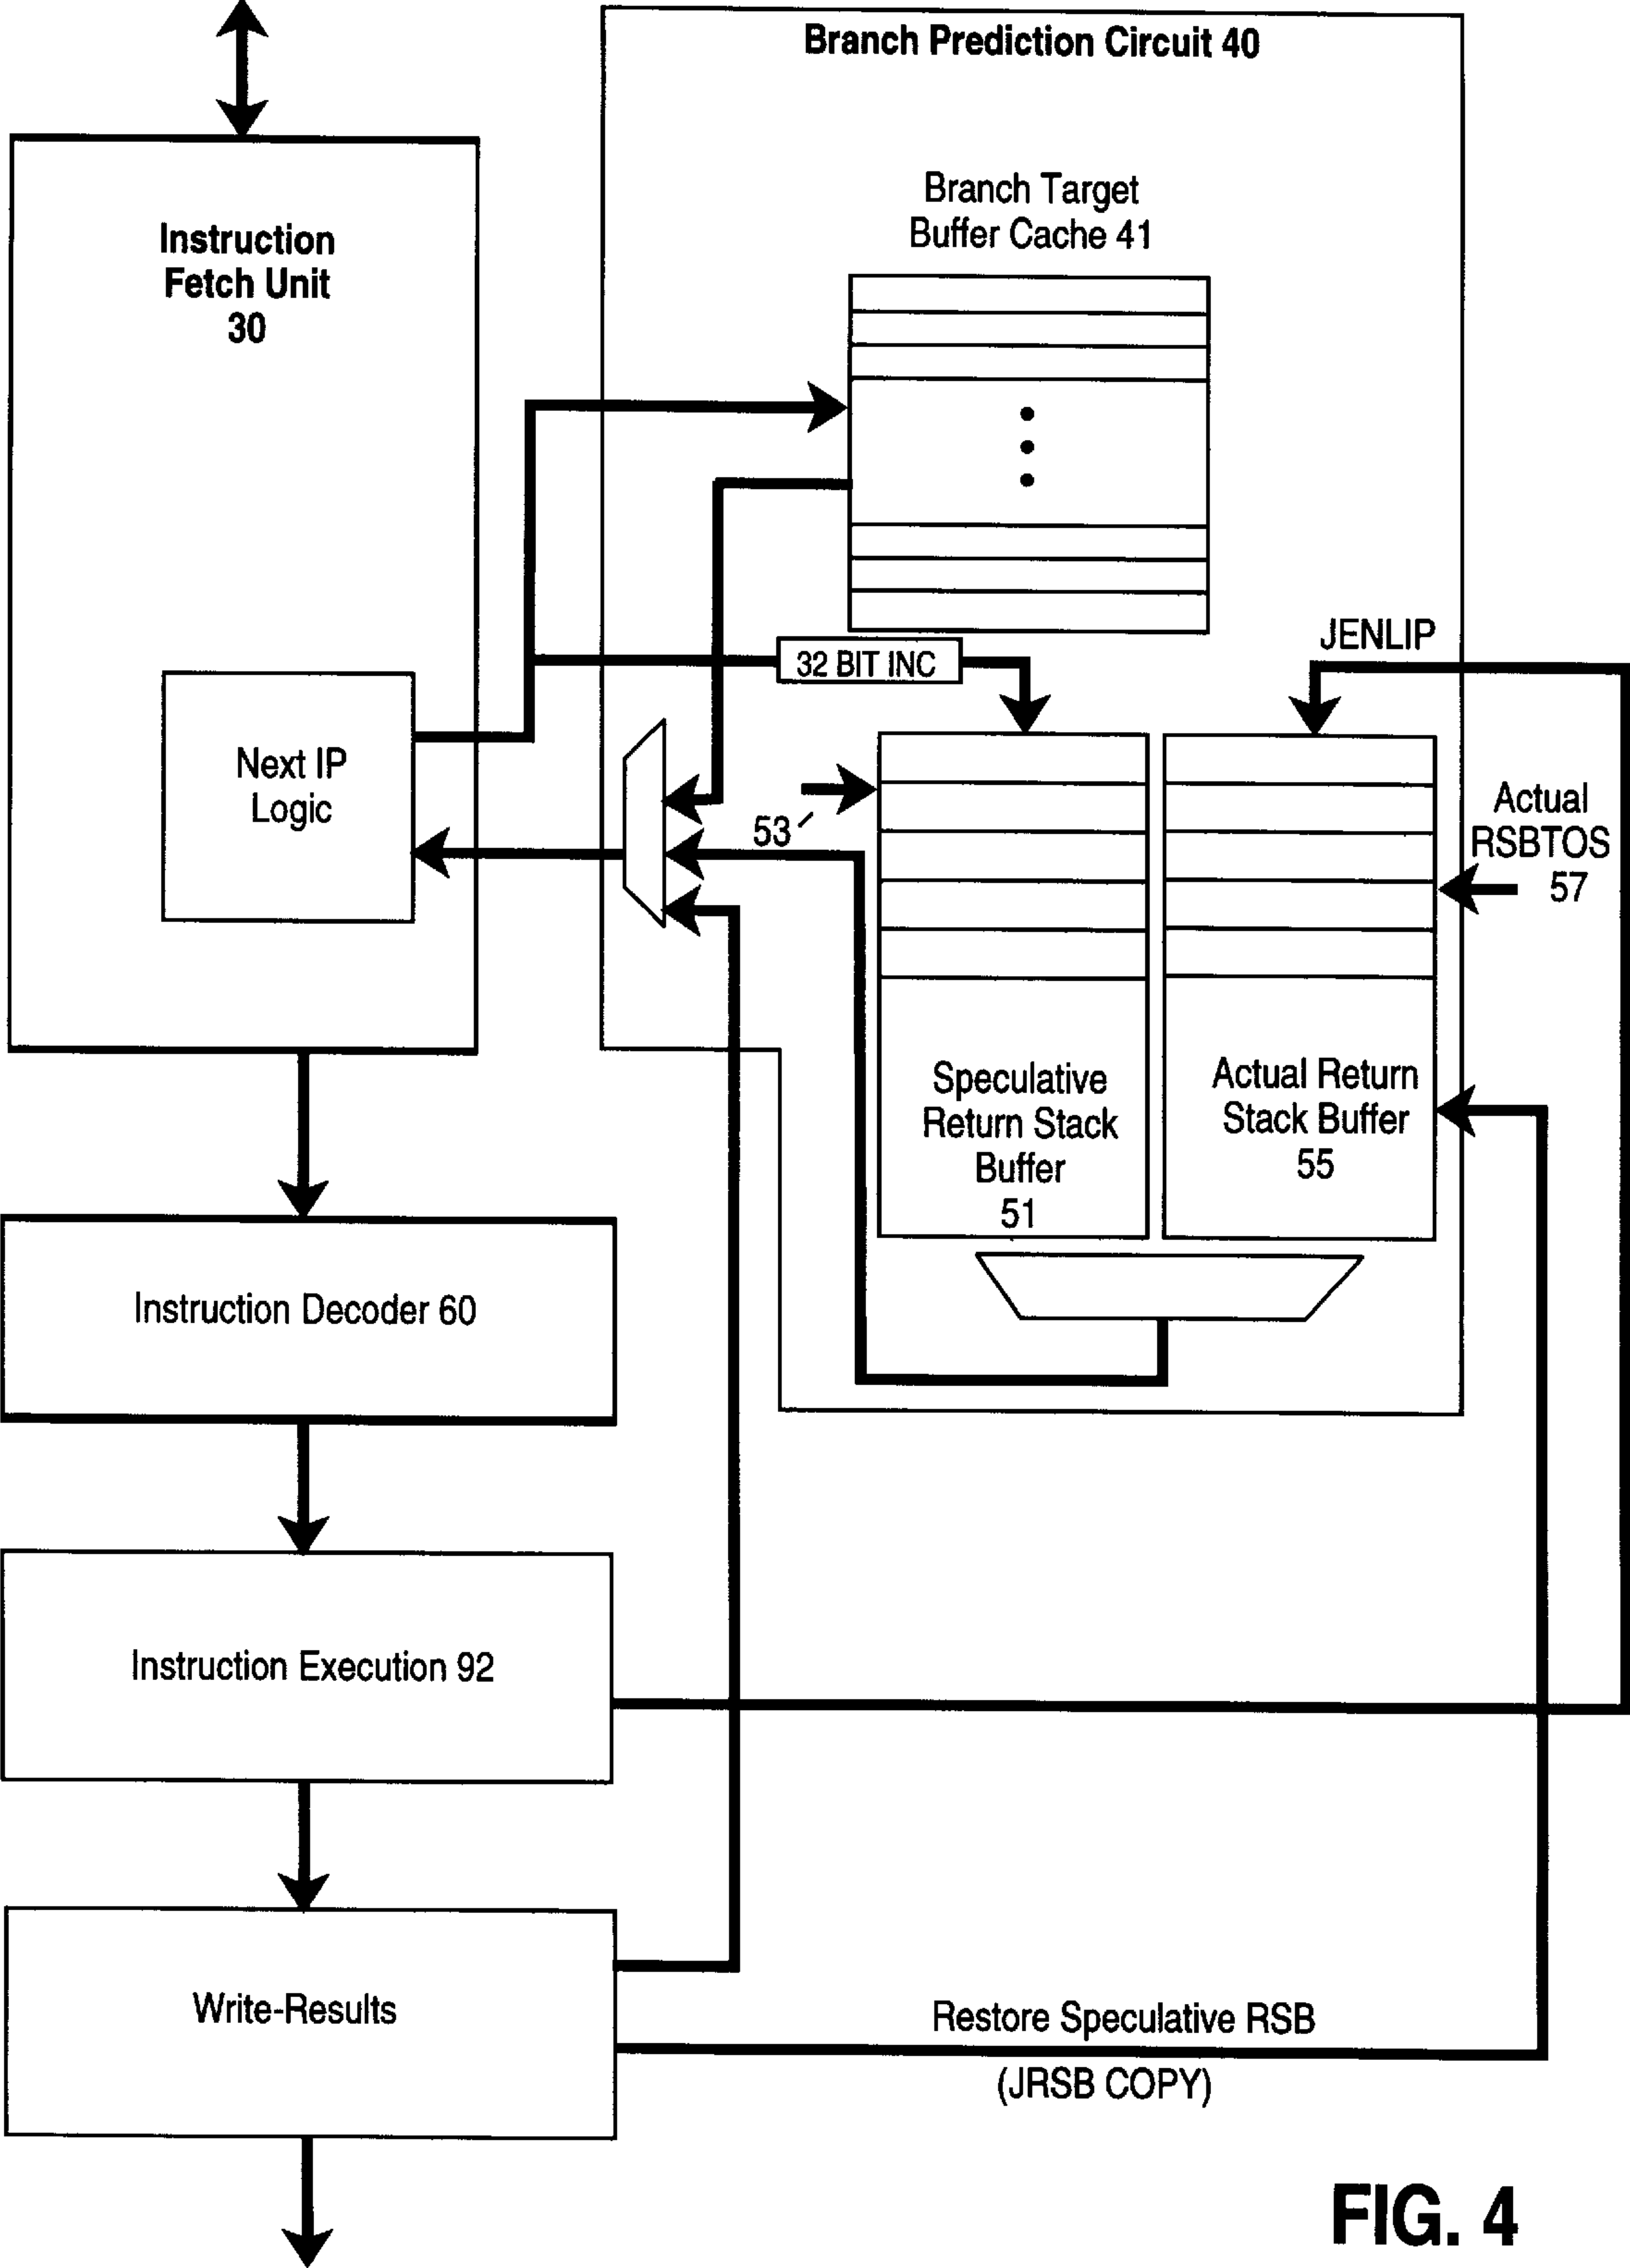 Branch Prediction Circuit 40
Instruction
Fetch Unit
30
Branch Target
Buffer Cache 41
Next IP
Logic
32 BIT INC
JENLIP
53
Actual
RSBTOS
57
Speculative
Return Stack
Buffer
51
Actual Return
Stack Buffer
55
Instruction Decoder 60
Instruction Execution 92
Write-Results
Restore Speculative RSB
(JRSB COPY)
FIG. 4